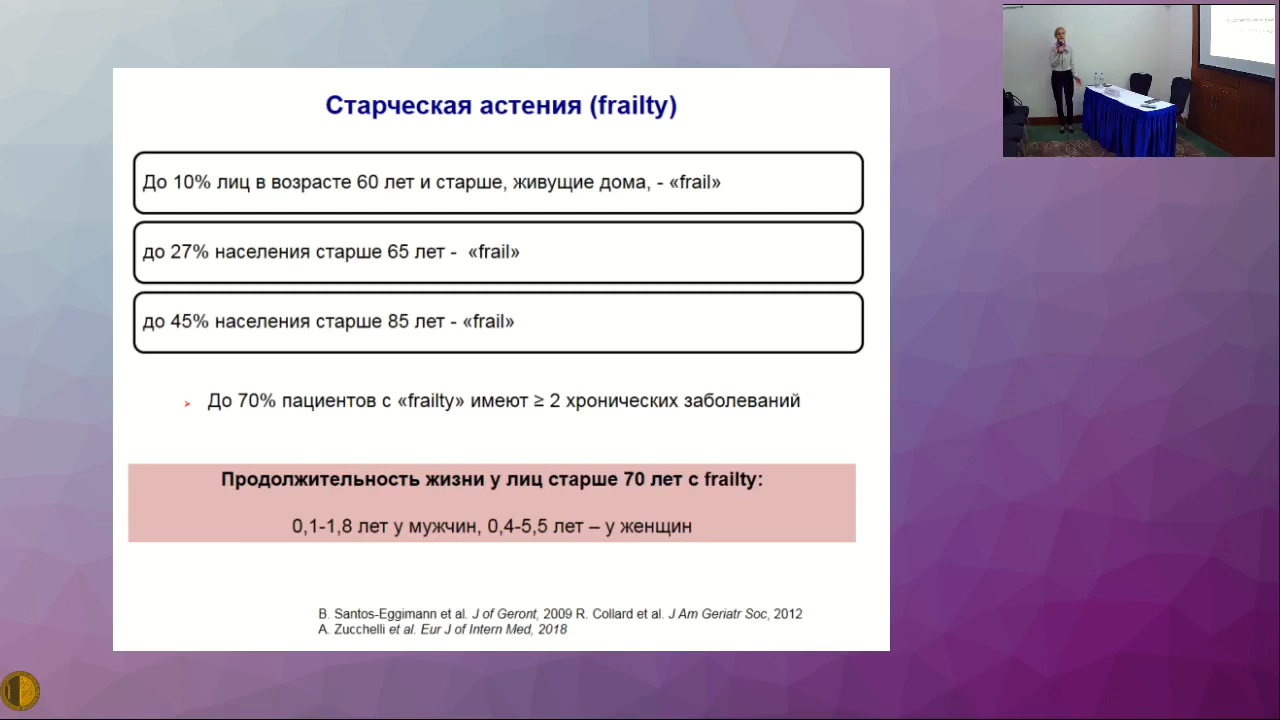 Старческая астения (frailty)
До 10% лиц в возрасте 60 лет и старше, живущие дома, - «frail»
до 27% населения старше 65 лет - «frail»
до 45% населения старше 85 лет - «frail»
До 70% пациентов с «frailty» имеют ≥ 2 хронических заболеваний
Продолжительность жизни у лиц старше 70 лет с frailty:
0,1-1,8 лет у мужчин, 0,4-5,5 лет – у женщин
B. Santos-Eggimann et al. J of Geront, 2009 R. Collard et al. J Am Geriatr Soc, 2012
A. Zucchelli et al. Eur J of Intern Med, 2018